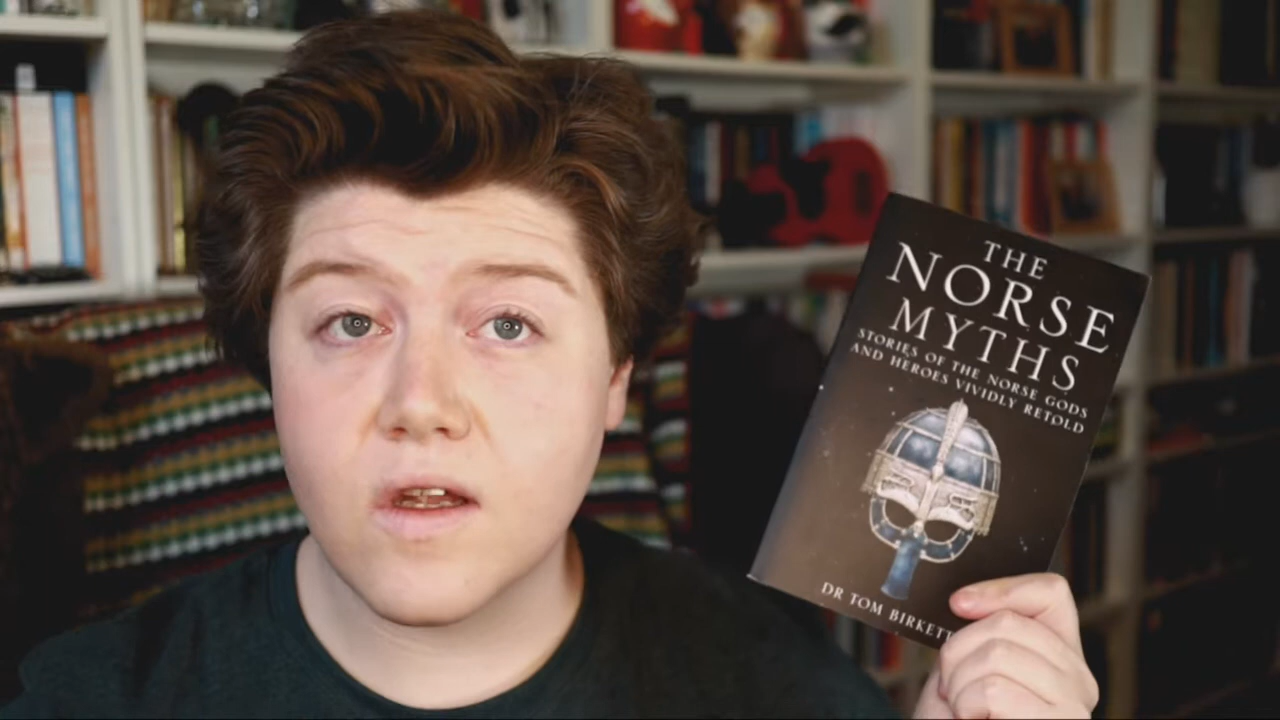 THE
NORSE
MYTHS
STORIES OF THE NORSE GODS
AND HEROES VIVIDLY RETOLD
DR TOM BIRKETT